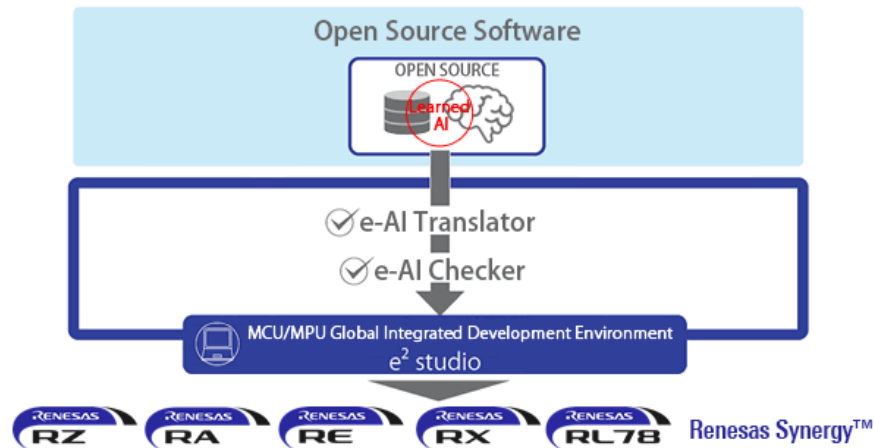 Open Source Software
OPEN SOURCE
Learned
AI
e-AI Translator
e-AI Checker
MCU/MPU Global Integrated Development Environment
e² studio
RENESAS RENESAS RENESAS RENESAS RENESAS
RZ RA RE RX RL78 Renesas Synergy™